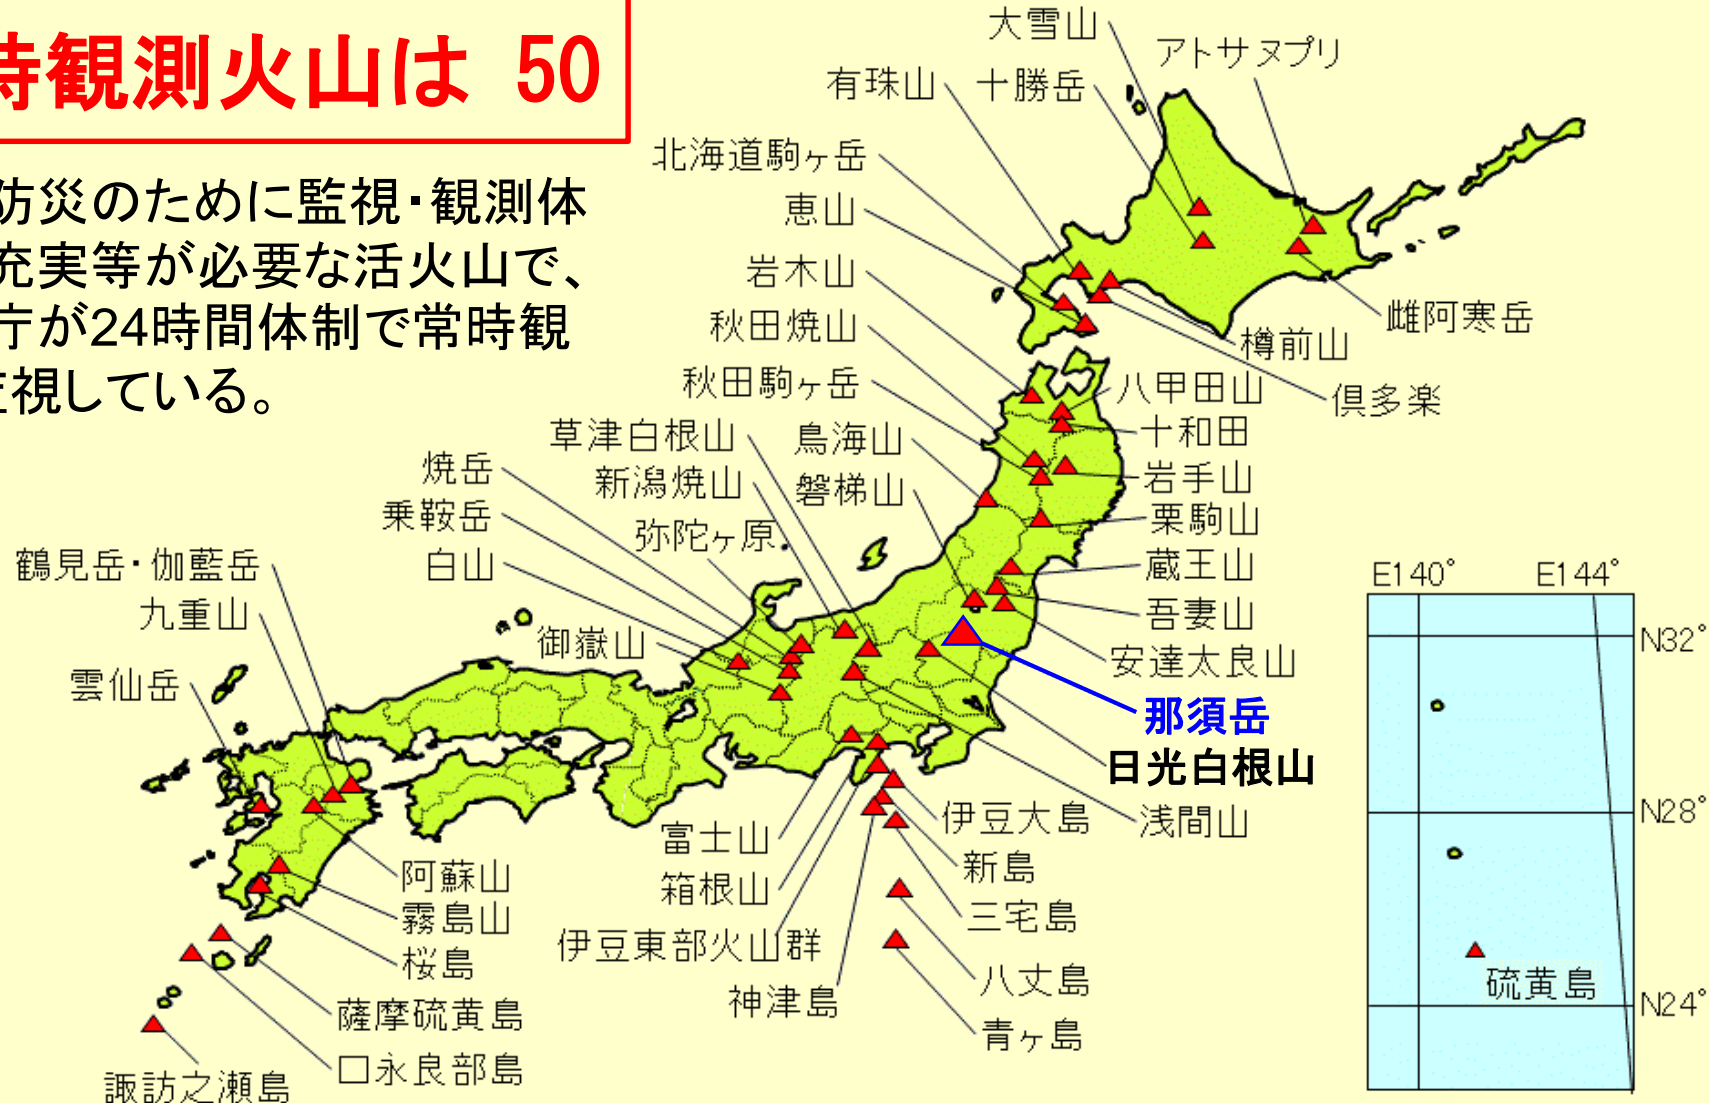 時観測火山は 50
防災のために監視・観測体
充実等が必要な活火山で、
庁が24時間体制で常時観
監視している。
大雪山
アトサヌプリ
有珠山
十勝岳
北海道駒ヶ岳
恵山
岩木山
雌阿寒岳
秋田焼山
樽前山
秋田駒ヶ岳
八甲田山
倶多楽
草津白根山
鳥海山
十和田
焼岳
新潟焼山
磐梯山
岩手山
乗鞍岳
弥陀ヶ原
栗駒山
鶴見岳・伽藍岳
白山
蔵王山
九重山
吾妻山
御嶽山
安達太良山
雲仙岳
那須岳
日光白根山
富士山
伊豆大島
浅間山
阿蘇山
箱根山
新島
霧島山
三宅島
伊豆東部火山群
桜島
八丈島
神津島
薩摩硫黄島
青ヶ島
口永良部島
諏訪之瀬島
E140°
E144°
N32°
N28°
硫黄島
N24°